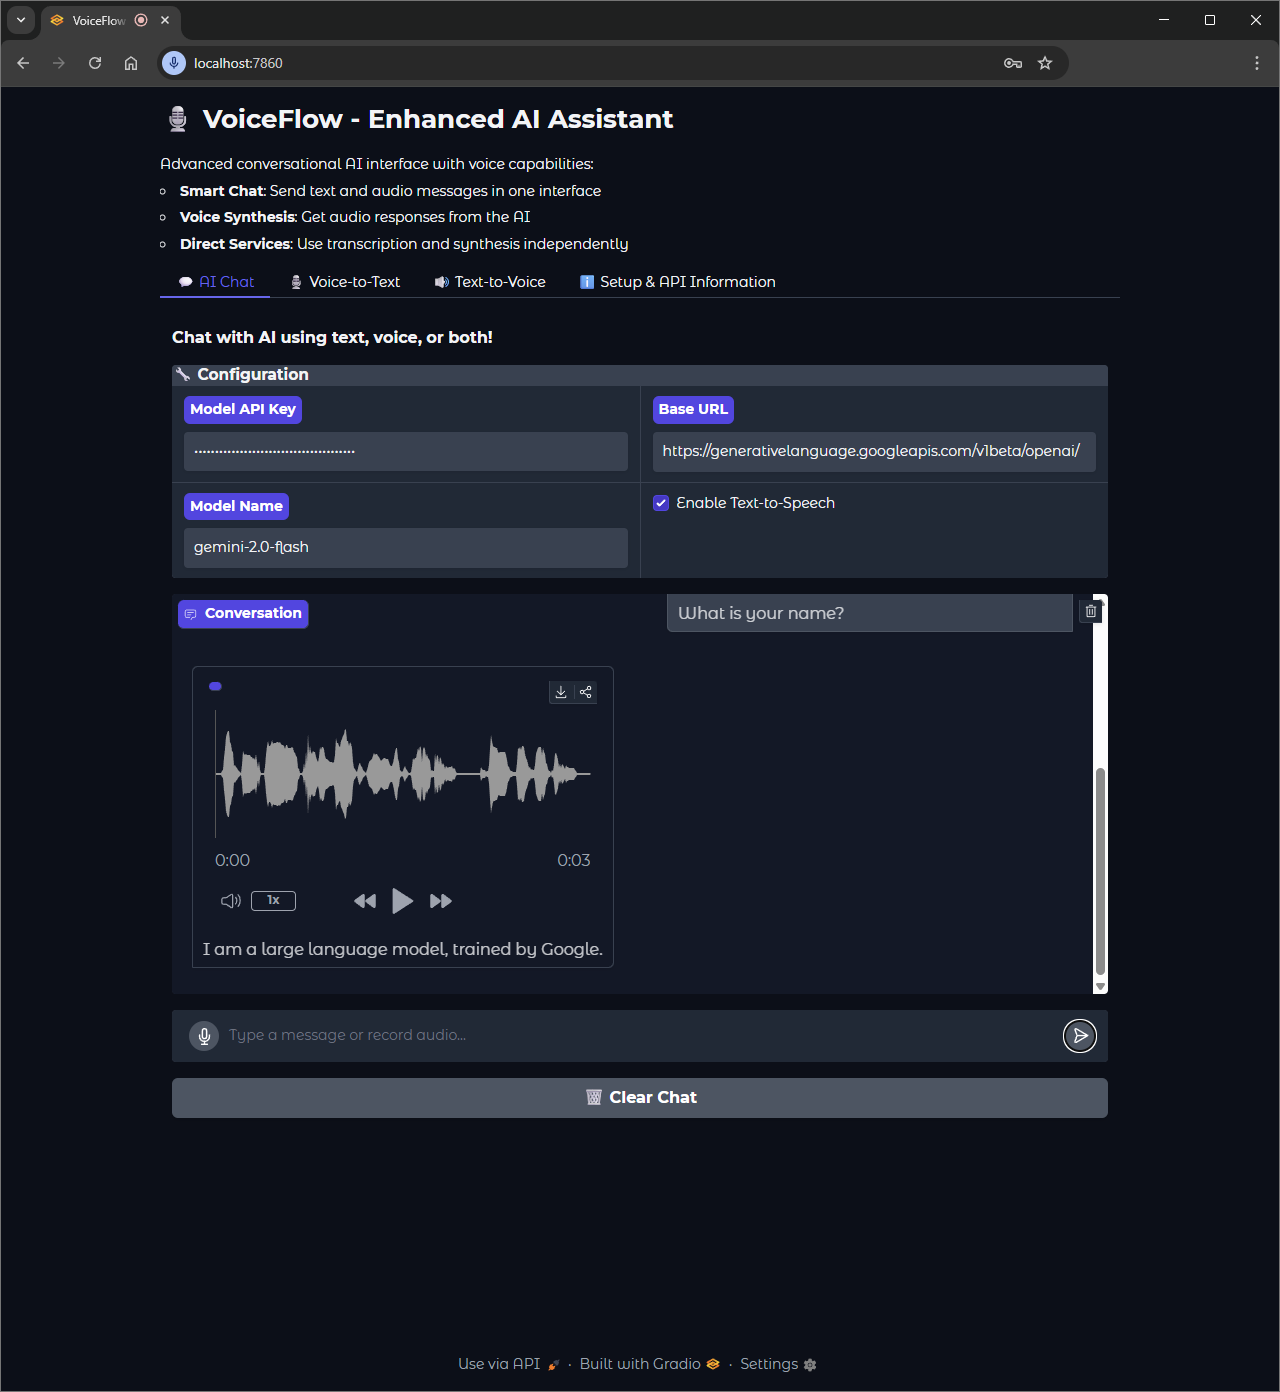 VoiceFlow
localhost:7860
VoiceFlow - Enhanced AI Assistant
Advanced conversational AI interface with voice capabilities:
Smart Chat: Send text and audio messages in one interface
Voice Synthesis: Get audio responses from the AI
Direct Services: Use transcription and synthesis independently
AI Chat Voice-to-Text Text-to-Voice Setup & API Information
Chat with AI using text, voice, or both!
Configuration
Model API Key
Base URL
https://generativelanguage.googleapis.com/v1beta/openai/
Model Name
gemini-2.0-flash
Enable Text-to-Speech
Conversation
What is your name?
0:00 0:03
1x
I am a large language model, trained by Google.
Type a message or record audio...
Clear Chat
Use via API · Built with Gradio · Settings